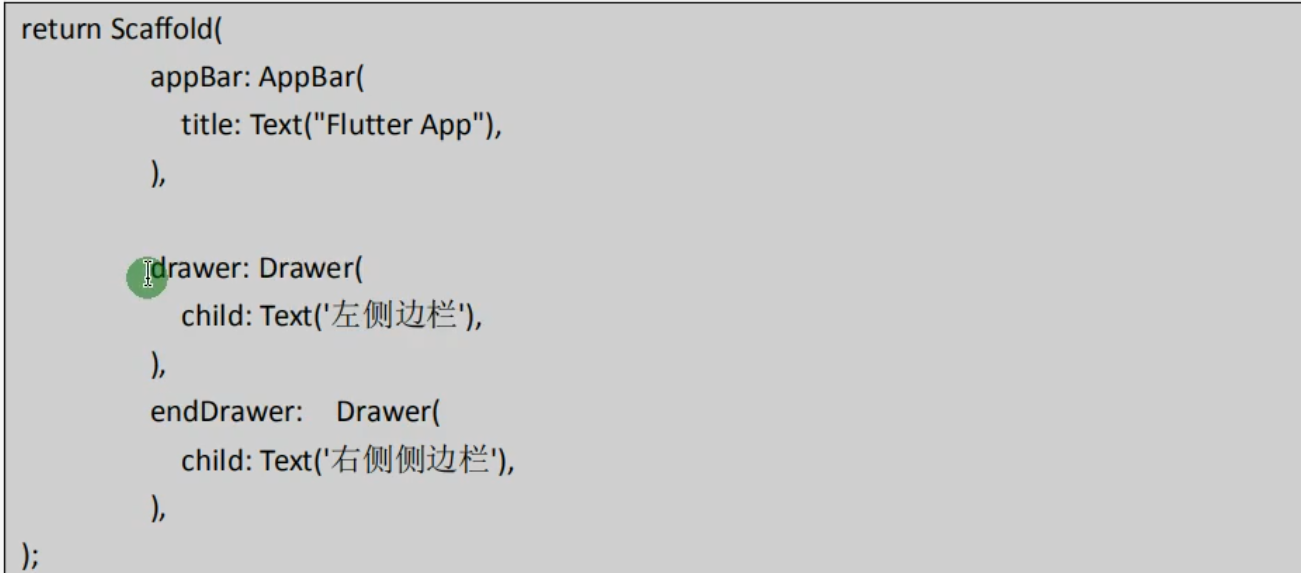 return Scaffold(
appBar: AppBar(
title: Text("Flutter App"),
),
drawer: Drawer(
child: Text('左侧边栏'),
),
endDrawer: Drawer(
child: Text('右侧侧边栏'),
),
);